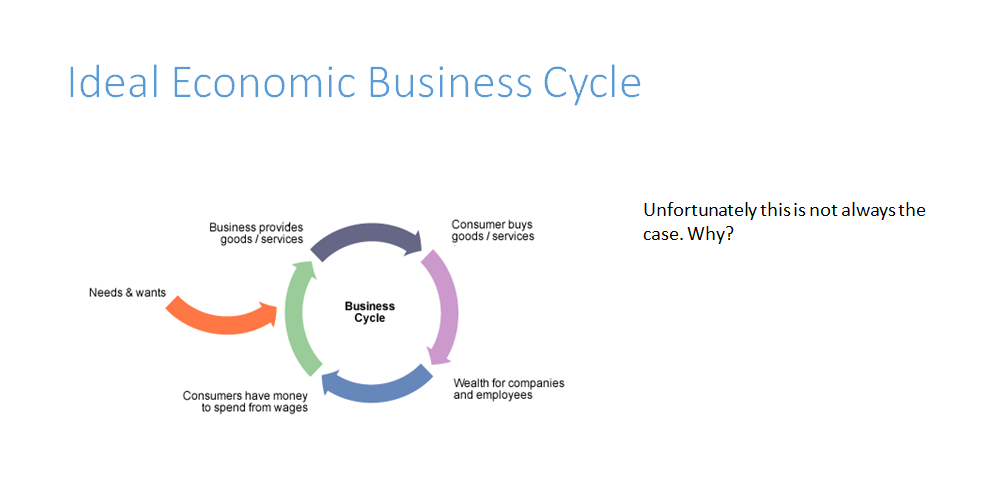 Ideal Economic Business Cycle
Unfortunately this is not always the
case. Why?
Business provides
goods / services
Consumer buys
goods / services
Needs & wants
Business
Cycle
Wealth for companies
and employees
Consumers have money
to spend from wages